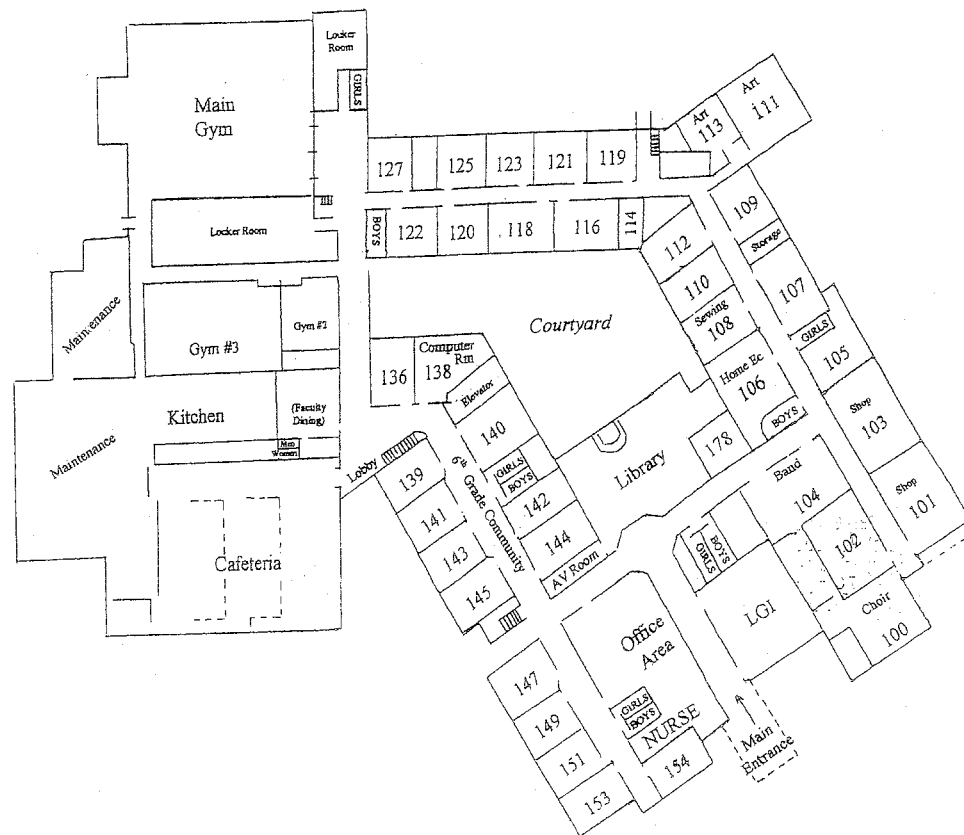 Locker
Room
GIRLS
Main
Gym
Art
111
Art
113
127
125
123
121
119
109
Storage
107
GIRLS
105
Shop
103
Shop
101
Locker Room
BOYS
122
120
118
116
114
112
110
Sewing
108
Home Ec.
106
BOYS
Maintenance
Gym #3
Gym #2
Courtyard
136
Computer
Rm
138
Elevator
140
GIRLS
BOYS
142
144
AV Room
Kitchen
(Faculty
Dining)
Men
Women
Maintenance
Lobby
139
141
143
145
6th Grade Community
Library
178
Band
104
102
Choir
100
BOYS
GIRLS
LGI
Cafeteria
Office
Area
GIRLS
BOYS
NURSE
154
147
149
151
153
Main
Entrance